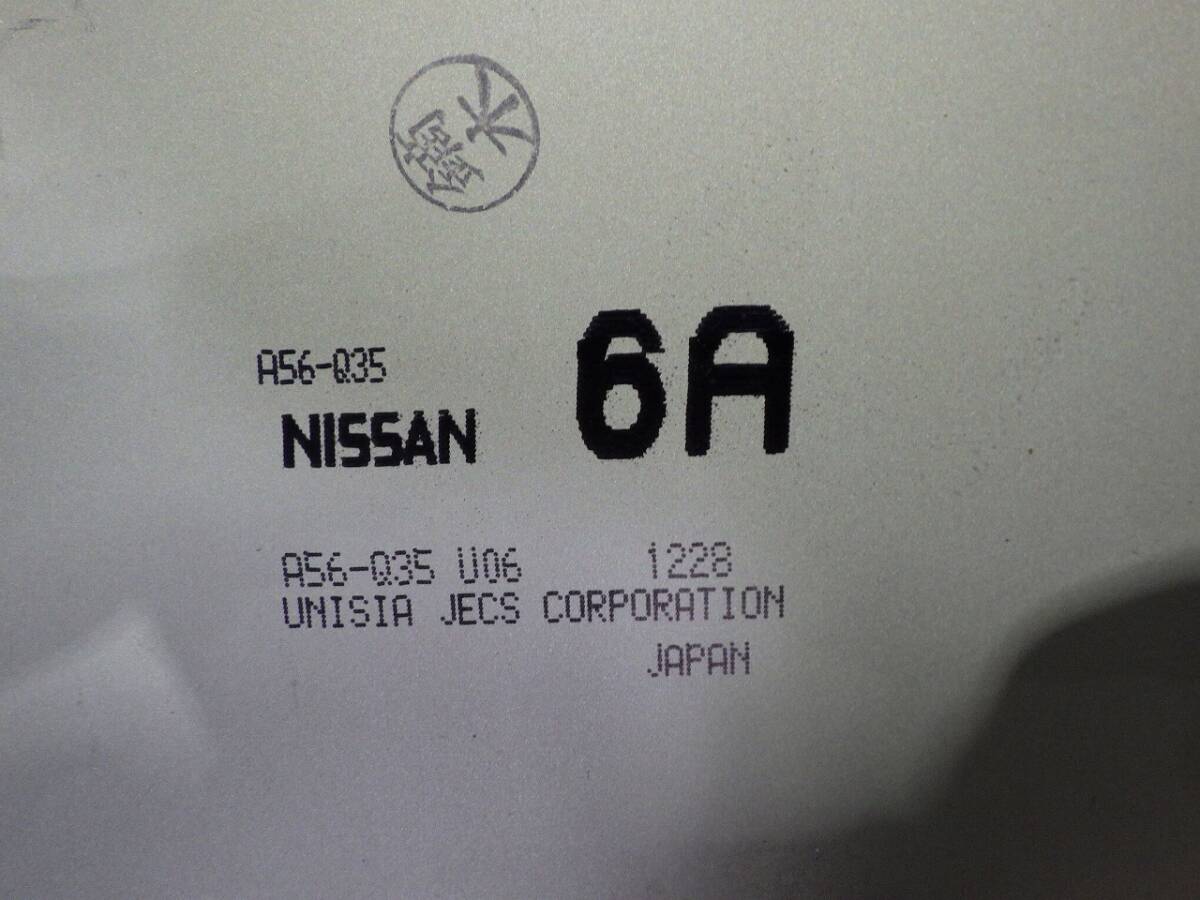 A56-Q35
NISSAN 6A
A56-Q35 U06 1228
UNISIA JECS CORPORATION
JAPAN